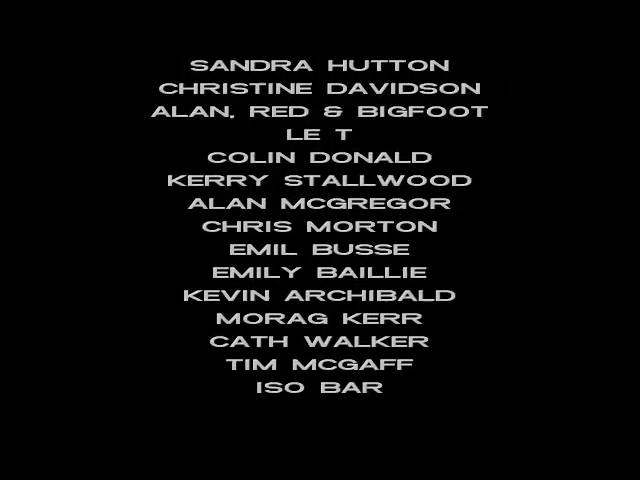 SANDRA HUTTON
CHRISTINE DAVIDSON
ALAN, RED & BIGFOOT
LE T
COLIN DONALD
KERRY STALLWOOD
ALAN MCGREGOR
CHRIS MORTON
EMIL BUSSE
EMILY BAILLIE
KEVIN ARCHIBALD
MORAG KERR
CATH WALKER
TIM MCGAFF
ISO BAR